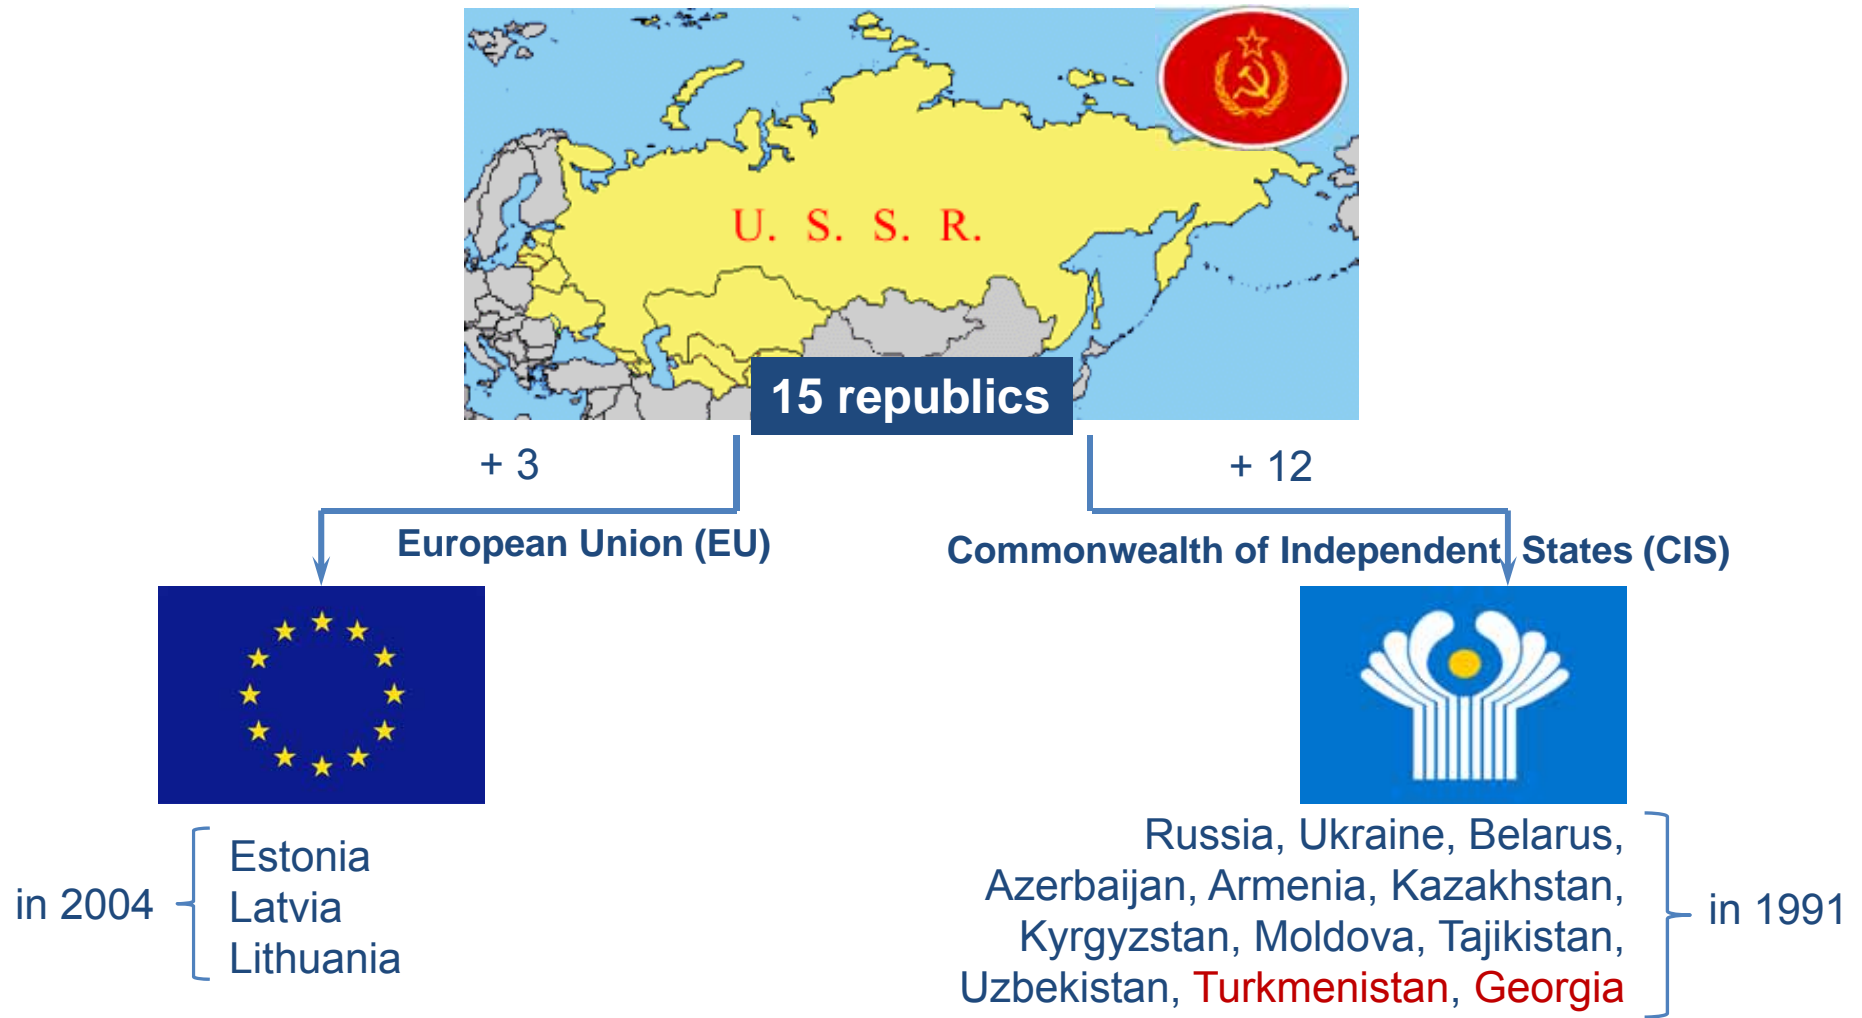 U. S. S. R.
15 republics
+ 3
+ 12
European Union (EU)
Commonwealth of Independent States (CIS)
in 2004
Estonia
Latvia
Lithuania
Russia, Ukraine, Belarus,
Azerbaijan, Armenia, Kazakhstan,
Kyrgyzstan, Moldova, Tajikistan,
Uzbekistan, Turkmenistan, Georgia
in 1991